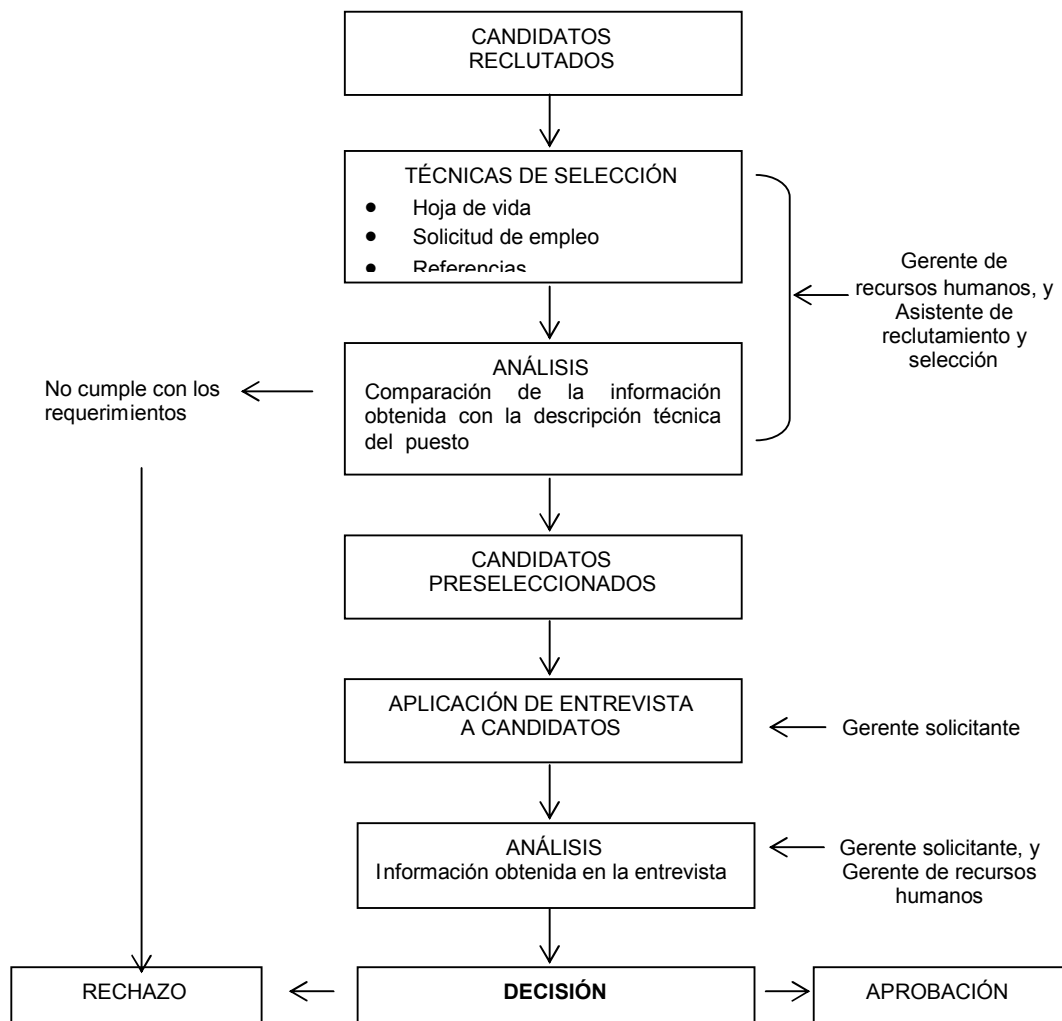 CANDIDATOS
RECLUTADOS
TÉCNICAS DE SELECCIÓN
• Hoja de vida
• Solicitud de empleo
• Referencias
Gerente de
recursos humanos, y
Asistente de
reclutamiento y
selección
ANÁLISIS
Comparación de la información
obtenida con la descripción técnica
del puesto
No cumple con los
requerimientos
CANDIDATOS
PRESELECCIONADOS
APLICACIÓN DE ENTREVISTA
A CANDIDATOS
Gerente solicitante
ANÁLISIS
Información obtenida en la entrevista
Gerente solicitante, y
Gerente de recursos
humanos
RECHAZO
DECISIÓN
APROBACIÓN